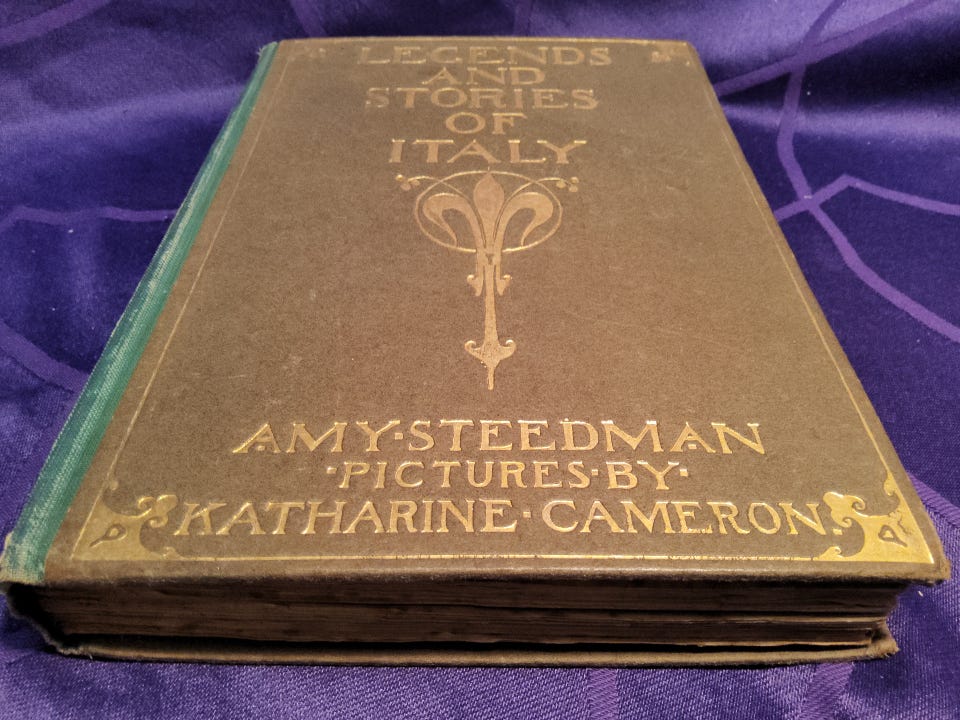 LEGENDS
AND
STORIES
OF
ITALY
AMY·STEEDMAN
·PICTURES·BY·
KATHARINE·CAMERON·
P A